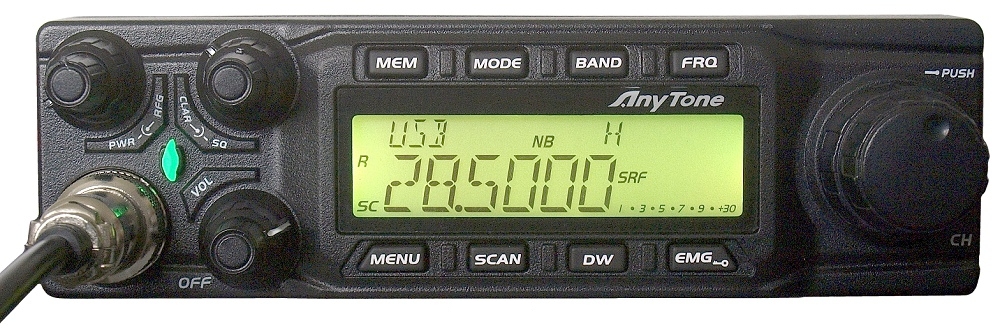 MEM MODE BAND FRQ
PUSH
AnyTone
CLAR
RFG
PWR SQ
USB NB H
R 28.5000 SRF
SC 1 • 3 • 5 • 7 • 9 • +30
VOL
CH
MENU SCAN DW EMG
OFF